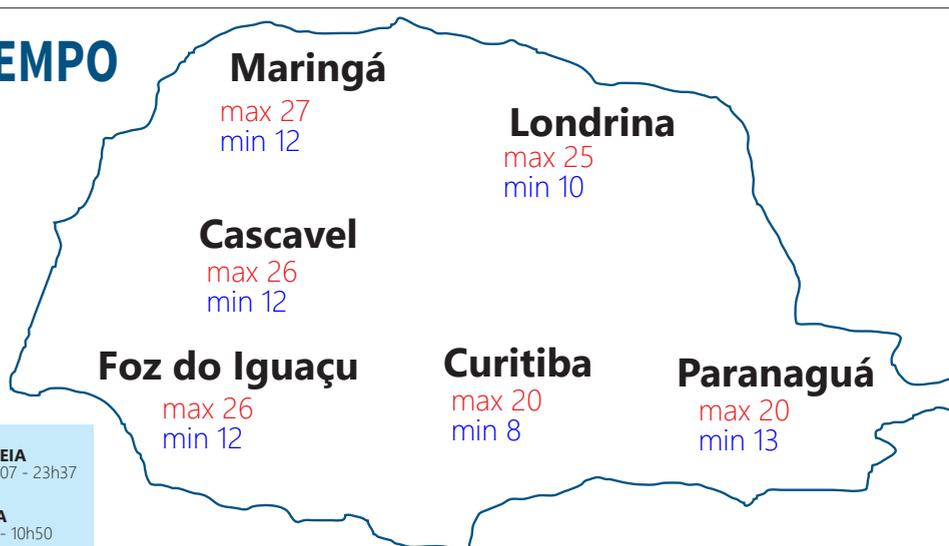 EMPO
Maringá
max 27
min 12
Londrina
max 25
min 10
Cascavel
max 26
min 12
Foz do Iguaçu
max 26
min 12
Curitiba
max 20
min 8
Paranaguá
max 20
min 13
EIA
07 - 23h37
A
- 10h50